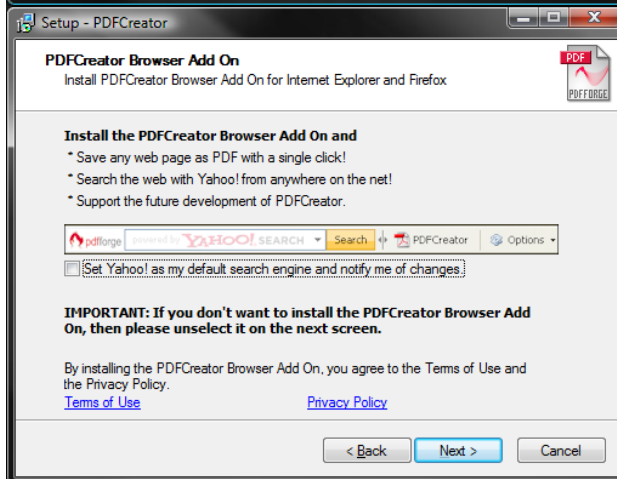 Setup - PDFCreator
PDFCreator Browser Add On
Install PDFCreator Browser Add On for Internet Explorer and Firefox
PDF
PDFFORGE
Install the PDFCreator Browser Add On and
* Save any web page as PDF with a single click!
* Search the web with Yahoo! from anywhere on the net!
* Support the future development of PDFCreator.
pdfforge powered by YAHOO! SEARCH Search PDFCreator Options
Set Yahoo! as my default search engine and notify me of changes.
IMPORTANT: If you don't want to install the PDFCreator Browser Add
On, then please unselect it on the next screen.
By installing the PDFCreator Browser Add On, you agree to the Terms of Use and
the Privacy Policy.
Terms of Use Privacy Policy
< Back Next > Cancel